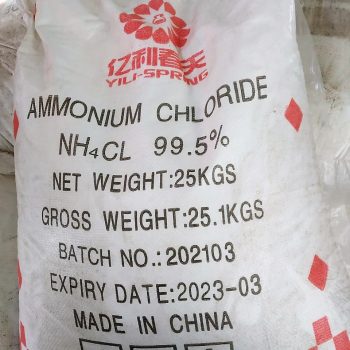 亿利春天
YILI-SPRING
AMMONIUM CHLORIDE
NH₄CL 99.5%
NET WEIGHT:25KGS
GROSS WEIGHT:25.1KGS
BATCH NO.:202103
EXPIRY DATE:2023-03
MADE IN CHINA